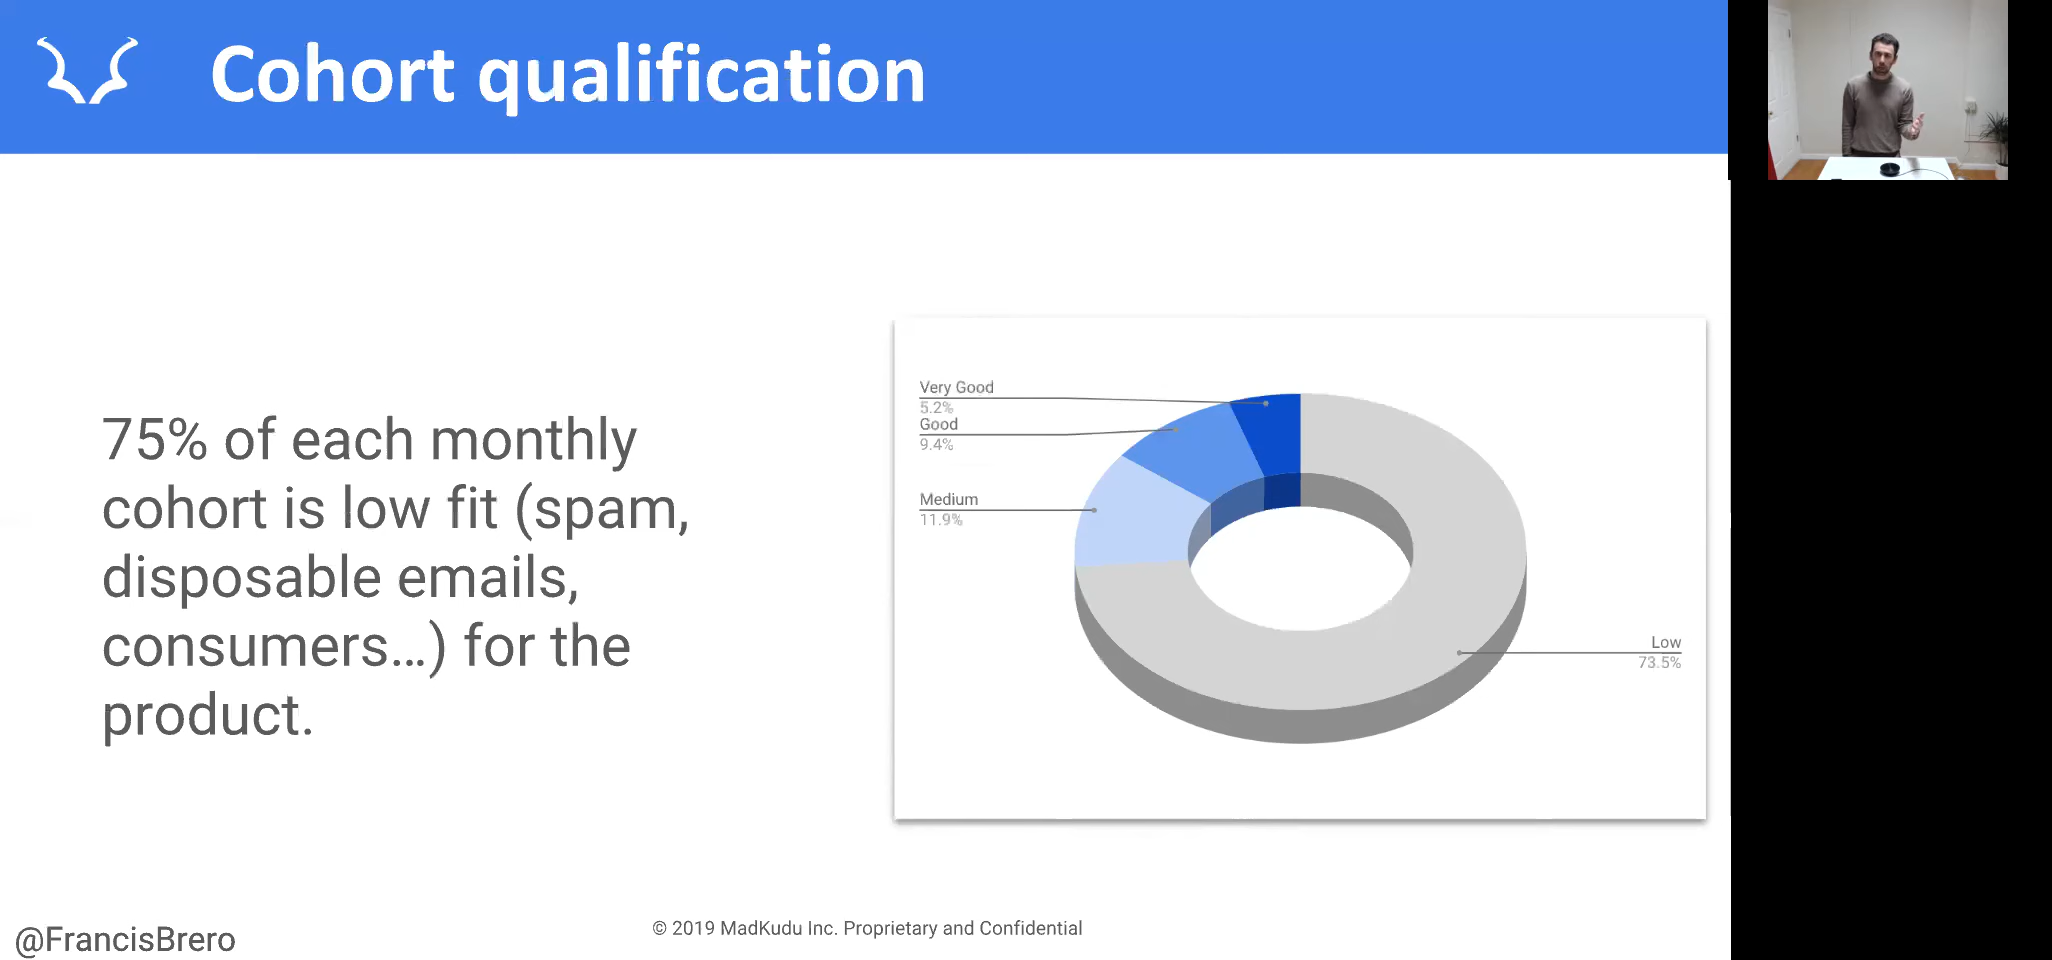 Cohort qualification
75% of each monthly
cohort is low fit (spam,
disposable emails,
consumers...) for the
product.
Very Good
5.2%
Good
9.4%
Medium
11.9%
Low
73.5%
@FrancisBrero
© 2019 MadKudu Inc. Proprietary and Confidential